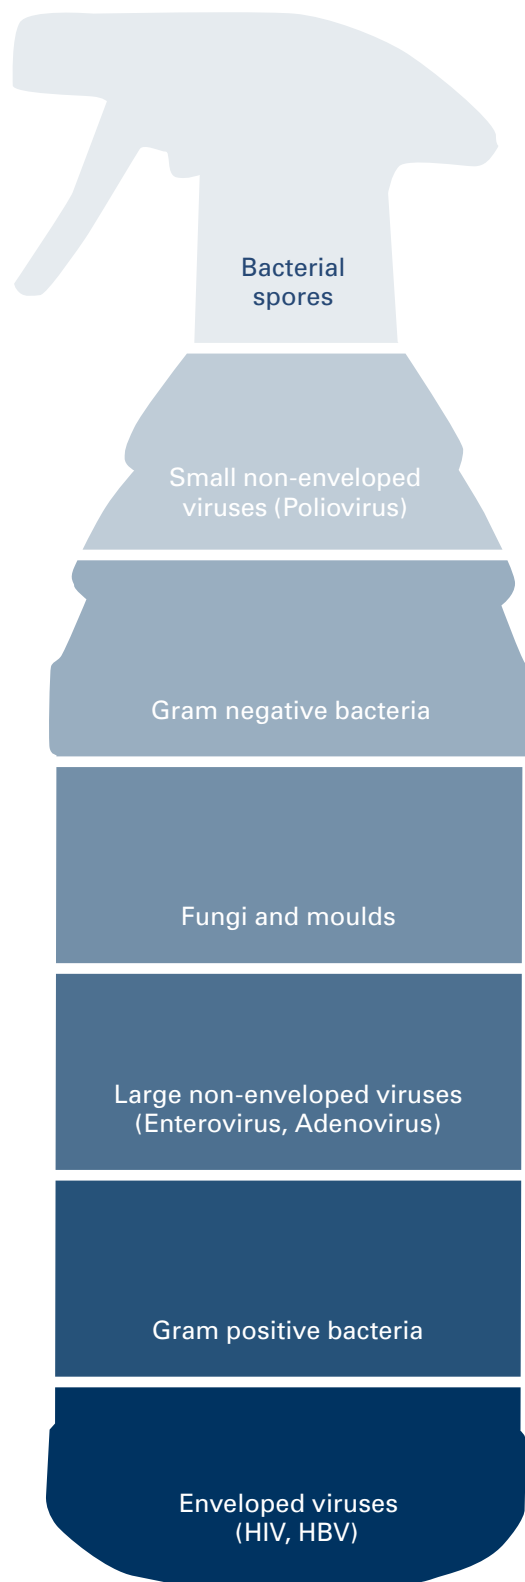 Bacterial
spores
Small non-enveloped
viruses (Poliovirus)
Gram negative bacteria
Fungi and moulds
Large non-enveloped viruses
(Enterovirus, Adenovirus)
Gram positive bacteria
Enveloped viruses
(HIV, HBV)